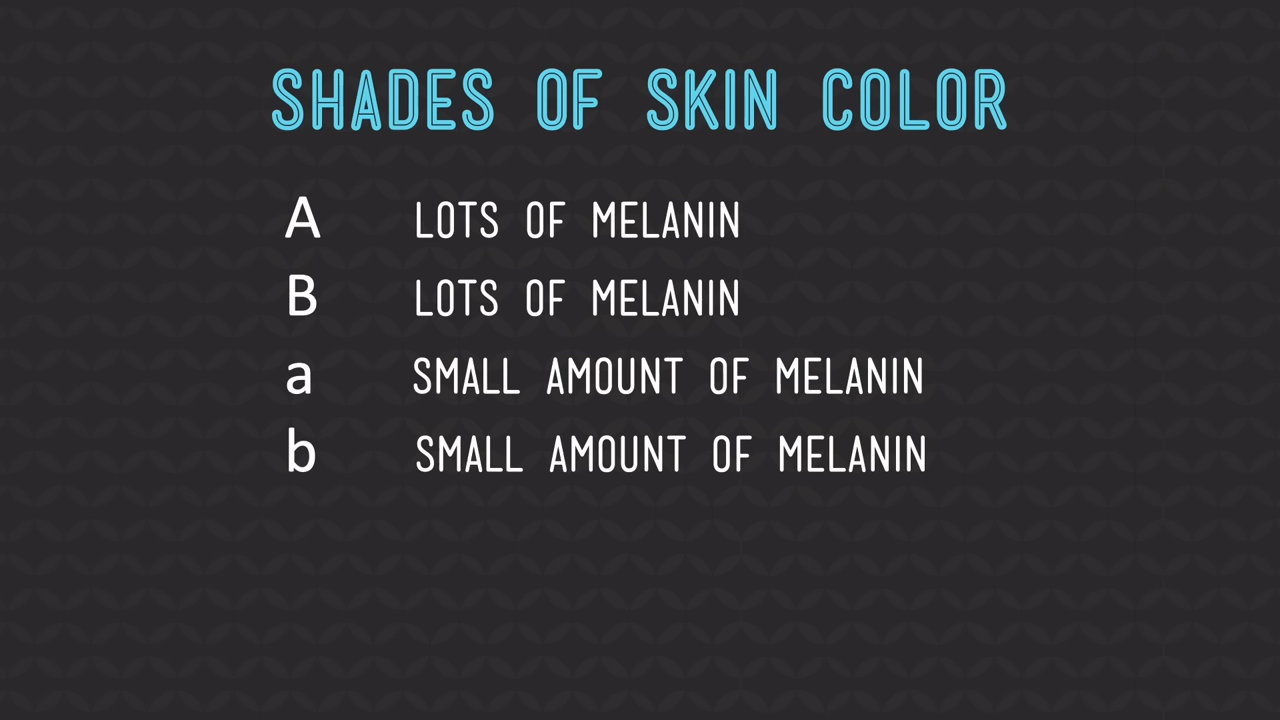 SHADES OF SKIN COLOR
A LOTS OF MELANIN
B LOTS OF MELANIN
a SMALL AMOUNT OF MELANIN
b SMALL AMOUNT OF MELANIN